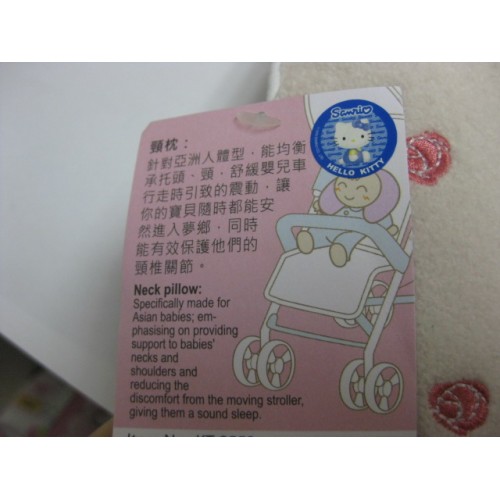 Sanrio
HELLO KITTY
頸枕：
針對亞洲人體型，能均衡
承托頭、頸，舒緩嬰兒車
行走時引致的震動，讓
你的寶貝隨時都能安
然進入夢鄉，同時
能有效保護他們的
頸椎關節。
Neck pillow:
Specifically made for
Asian babies; em-
phasising on providing
support to babies'
necks and
shoulders and
reducing the
discomfort from the moving stroller,
giving them a sound sleep.